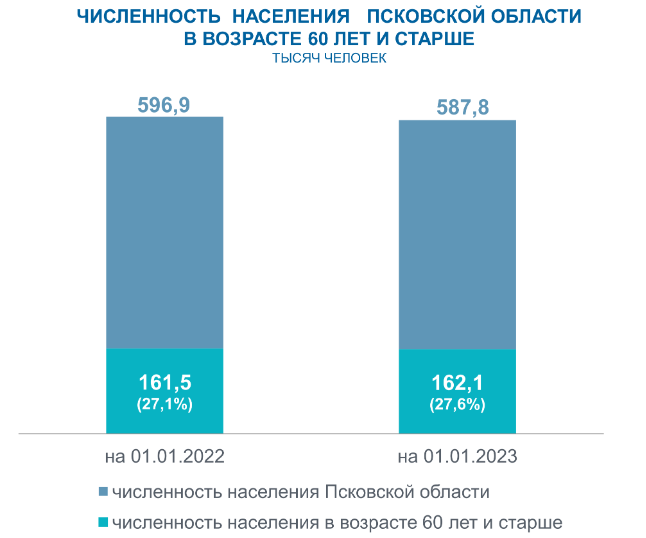 ЧИСЛЕННОСТЬ НАСЕЛЕНИЯ ПСКОВСКОЙ ОБЛАСТИ
В ВОЗРАСТЕ 60 ЛЕТ И СТАРШЕ
ТЫСЯЧ ЧЕЛОВЕК
596,9 587,8
161,5 162,1
(27,1%) (27,6%)
на 01.01.2022 на 01.01.2023
численность населения Псковской области
численность населения в возрасте 60 лет и старше